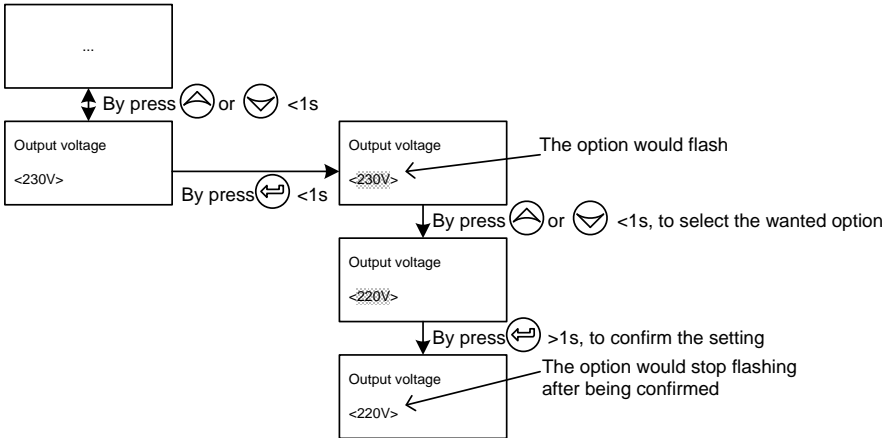 ...
By press or <1s
Output voltage
<230V>
By press <1s
Output voltage
<230V>
The option would flash
By press or <1s, to select the wanted option
Output voltage
<220V>
By press >1s, to confirm the setting
Output voltage
<220V>
The option would stop flashing
after being confirmed